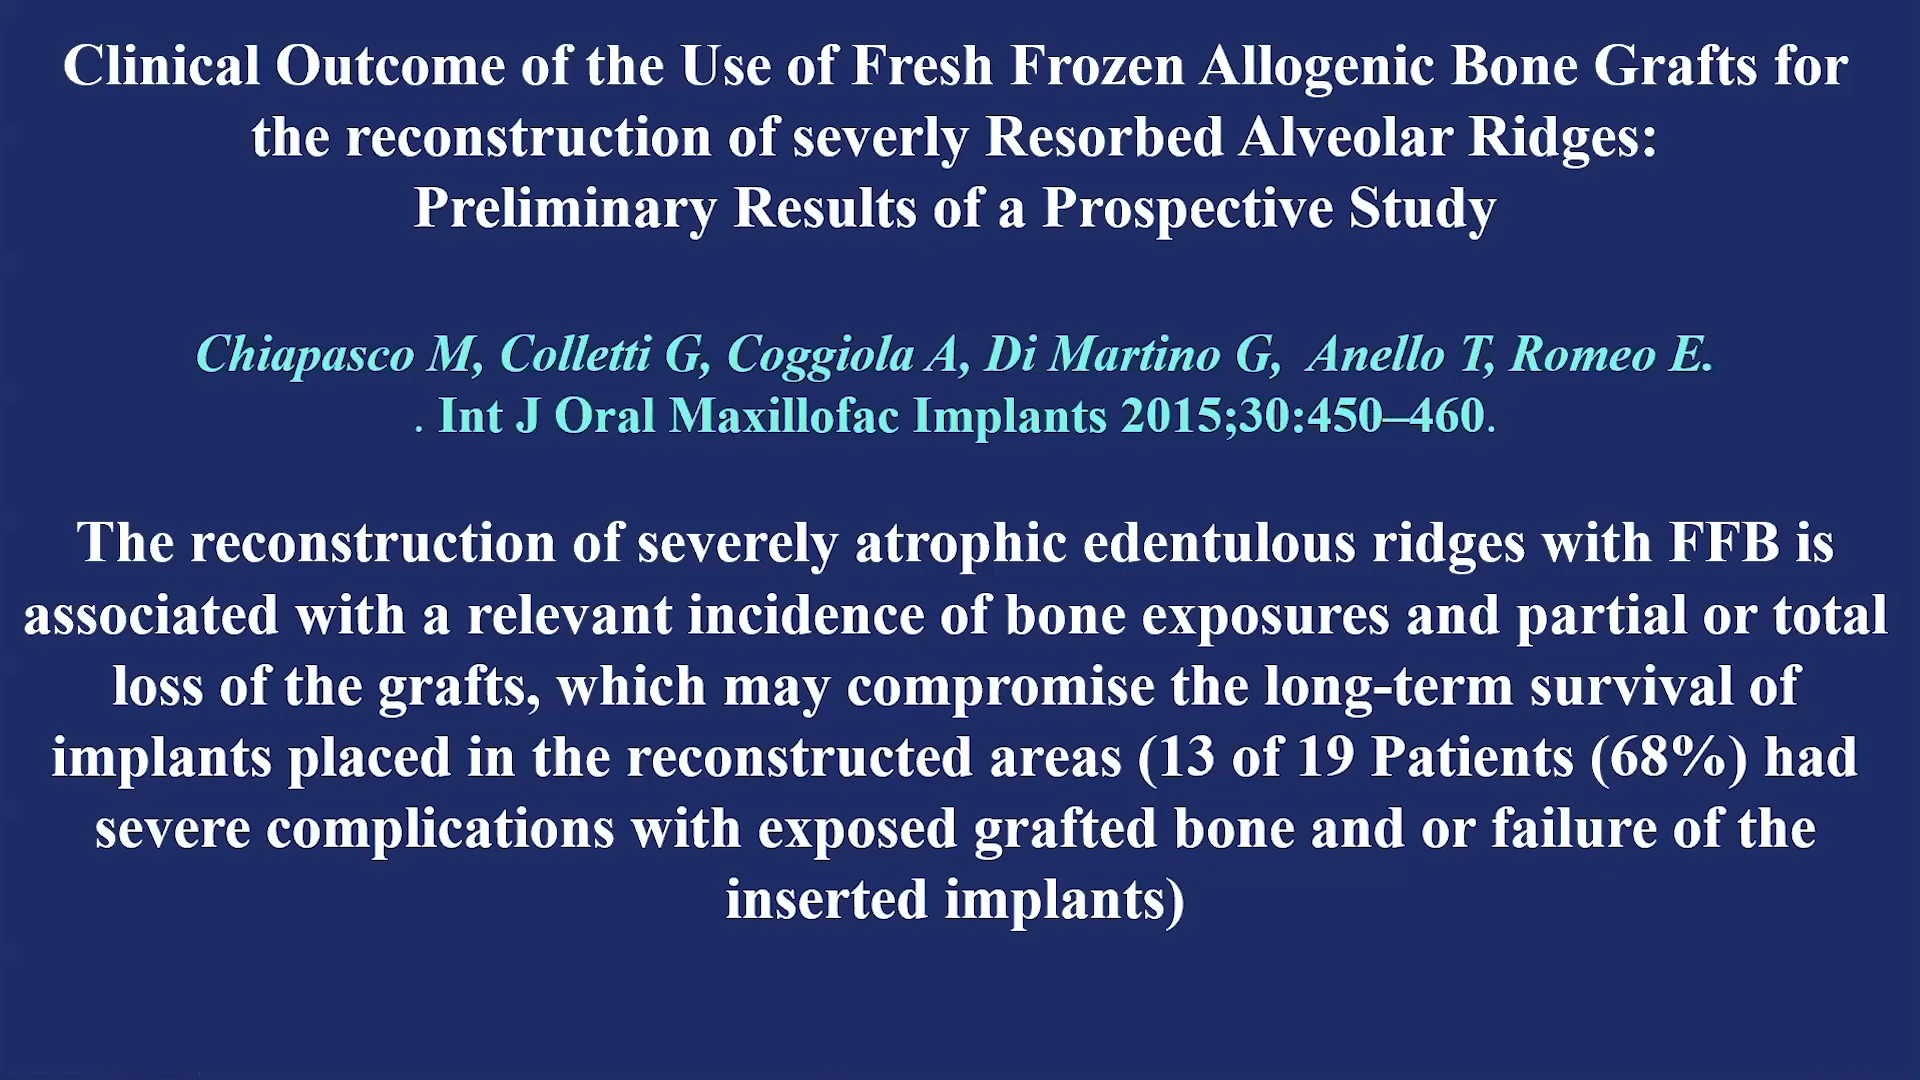 Clinical Outcome of the Use of Fresh Frozen Allogenic Bone Grafts for
the reconstruction of severly Resorbed Alveolar Ridges:
Preliminary Results of a Prospective Study
Chiapasco M, Colletti G, Coggiola A, Di Martino G,  Anello T, Romeo E.
. Int J Oral Maxillofac Implants 2015;30:450–460.
The reconstruction of severely atrophic edentulous ridges with FFB is
associated with a relevant incidence of bone exposures and partial or total
loss of the grafts, which may compromise the long-term survival of
implants placed in the reconstructed areas (13 of 19 Patients (68%) had
severe complications with exposed grafted bone and or failure of the
inserted implants)